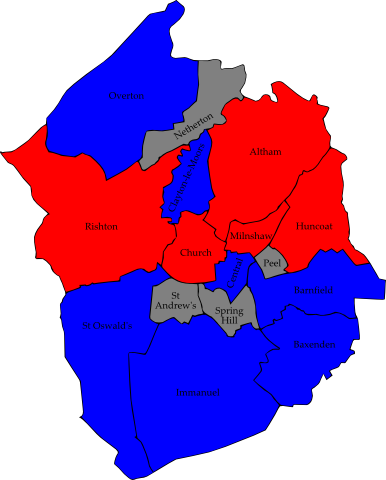 Overton
Netherton
Clayton-le-Moors
Altham
Rishton
Huncoat
Milnshaw
Church
Peel
Central
Barnfield
St
Andrew's
Spring
Hill
St Oswald's
Baxenden
Immanuel